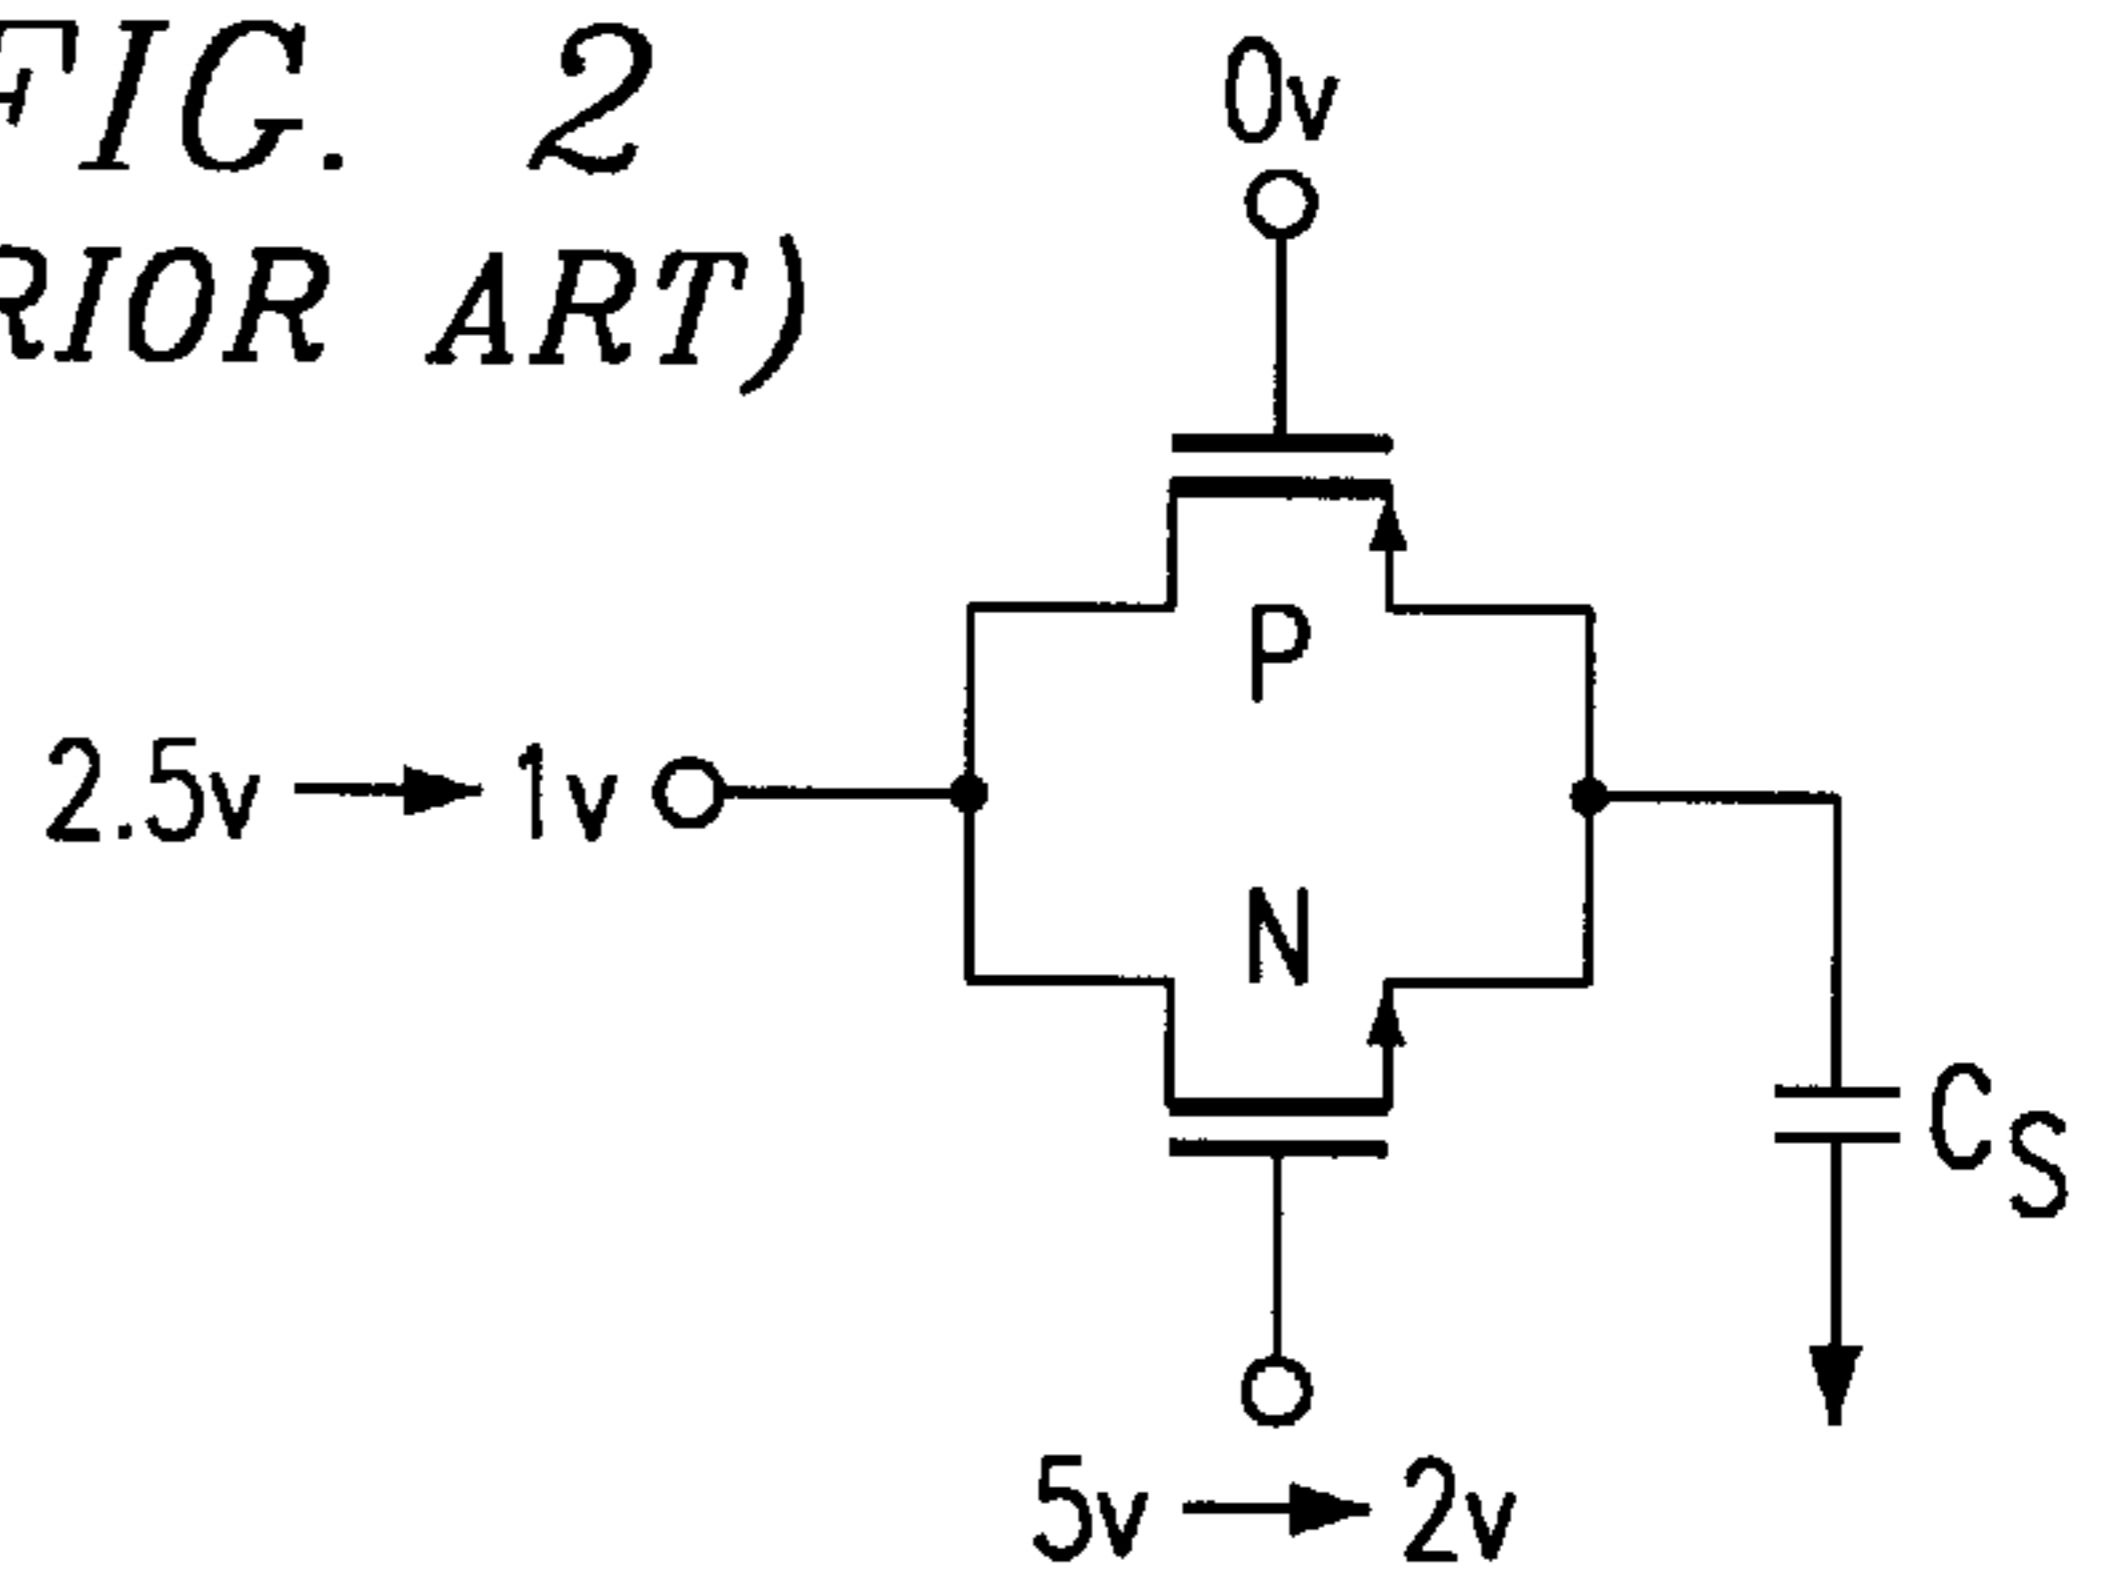 FIG. 2
RIOR ART)
0v
P
2.5v → 1v
N
CS
5v → 2v